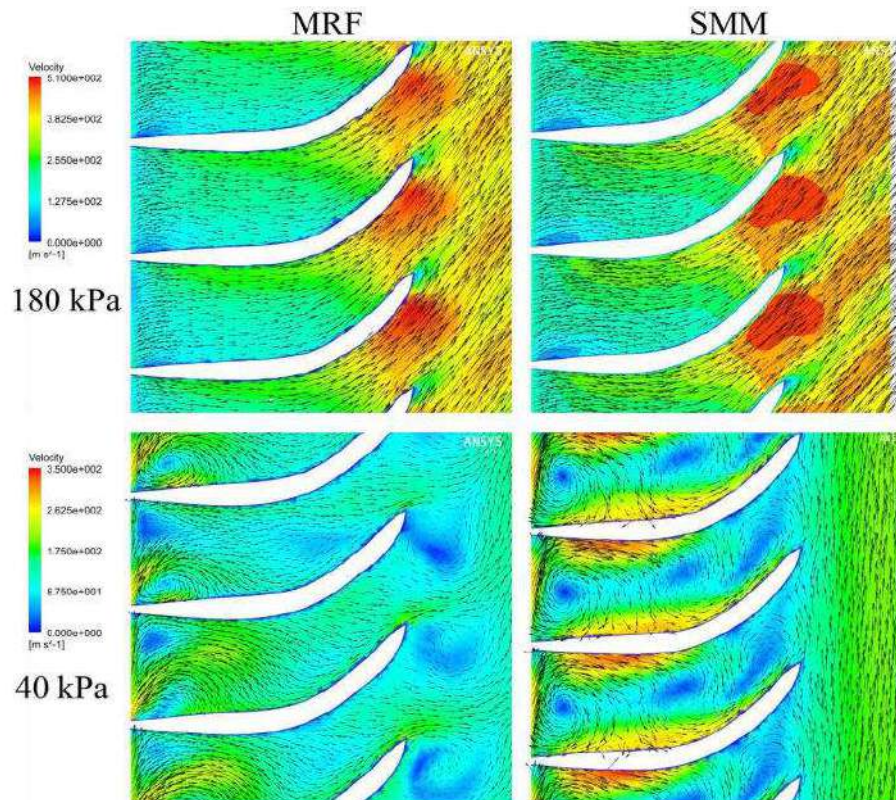 MRF
SMM
ANSYS
Velocity
5.100e+002
3.825e+002
2.550e+002
1.275e+002
0.000e+000
[m s^-1]
180 kPa
ANSYS
Velocity
3.500e+002
2.625e+002
1.750e+002
8.750e+001
0.000e+000
[m s^-1]
40 kPa